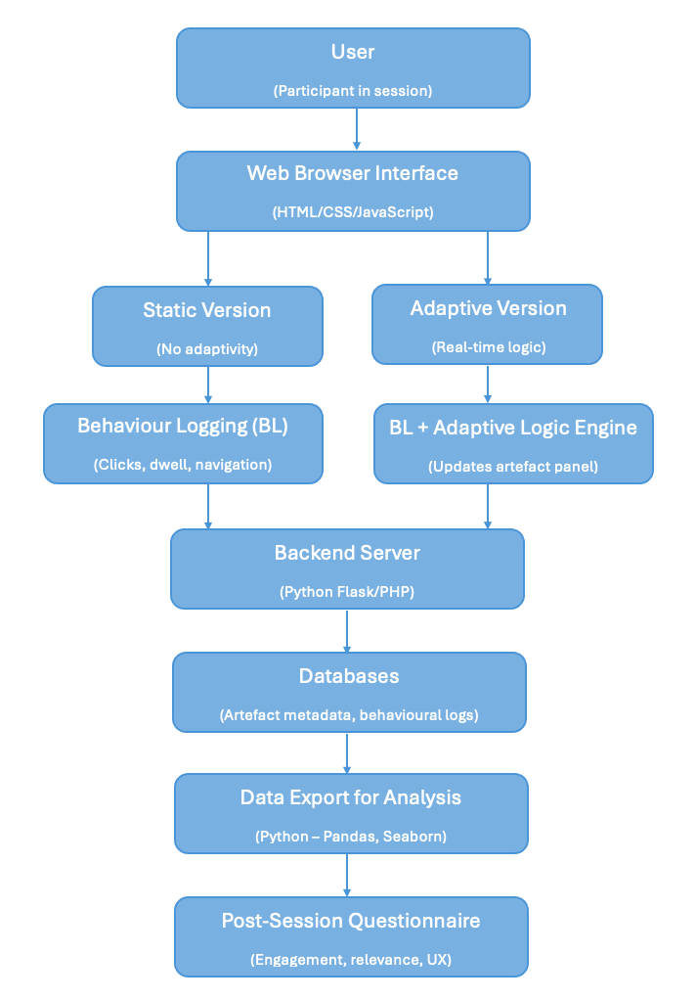 User
(Participant in session)
Web Browser Interface
(HTML/CSS/JavaScript)
Static Version
(No adaptivity)
Adaptive Version
(Real-time logic)
Behaviour Logging (BL)
(Clicks, dwell, navigation)
BL + Adaptive Logic Engine
(Updates artefact panel)
Backend Server
(Python Flask/PHP)
Databases
(Artefact metadata, behavioural logs)
Data Export for Analysis
(Python – Pandas, Seaborn)
Post-Session Questionnaire
(Engagement, relevance, UX)